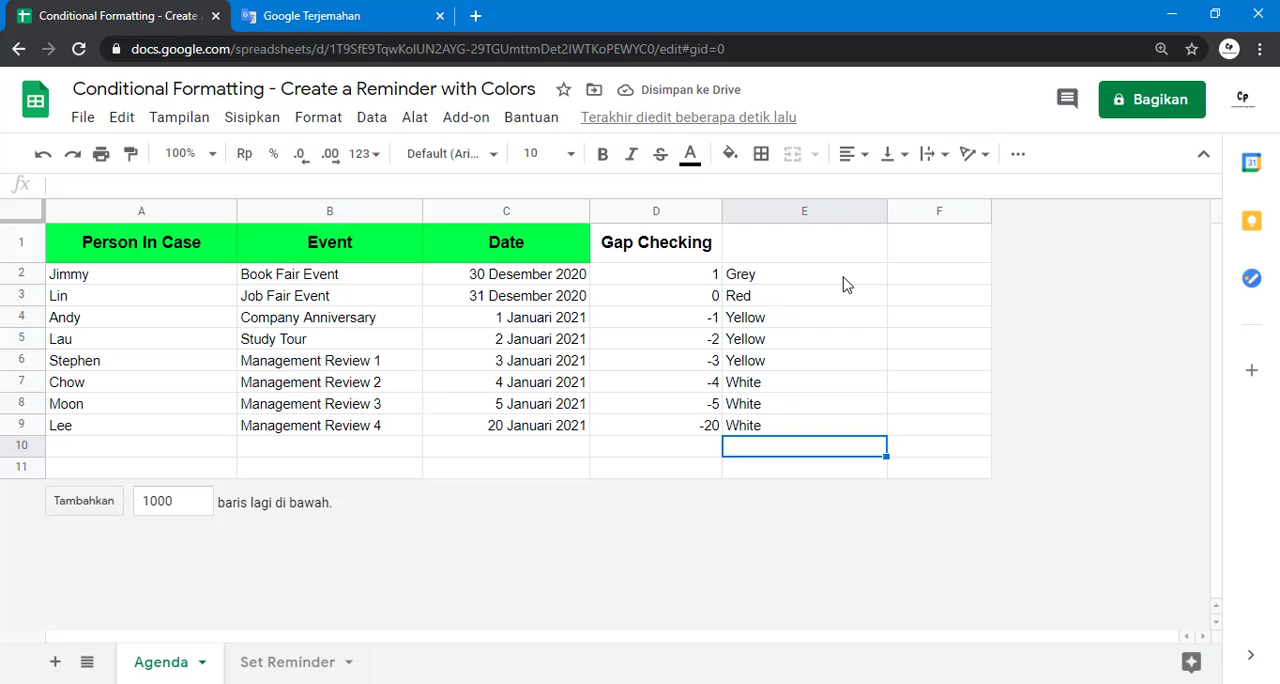 Conditional Formatting - Create
Google Terjemahan
docs.google.com/spreadsheets/d/1T9SfE9TqwKoIUN2AYG-29TGUmttmDet2IWTKoPEWYC0/edit#gid=0
Conditional Formatting - Create a Reminder with Colors
Disimpan ke Drive
Cp
Bagikan
File Edit Tampilan Sisipkan Format Data Alat Add-on Bantuan Terakhir diedit beberapa detik lalu
100% Rp % .0 .00 123 Default (Ari... 10 B I S A
31
fx
A B C D E F
1 Person In Case Event Date Gap Checking
2 Jimmy Book Fair Event 30 Desember 2020 1 Grey
3 Lin Job Fair Event 31 Desember 2020 0 Red
4 Andy Company Anniversary 1 Januari 2021 -1 Yellow
5 Lau Study Tour 2 Januari 2021 -2 Yellow
6 Stephen Management Review 1 3 Januari 2021 -3 Yellow
7 Chow Management Review 2 4 Januari 2021 -4 White
8 Moon Management Review 3 5 Januari 2021 -5 White
9 Lee Management Review 4 20 Januari 2021 -20 White
10
11
Tambahkan 1000 baris lagi di bawah.
Agenda Set Reminder